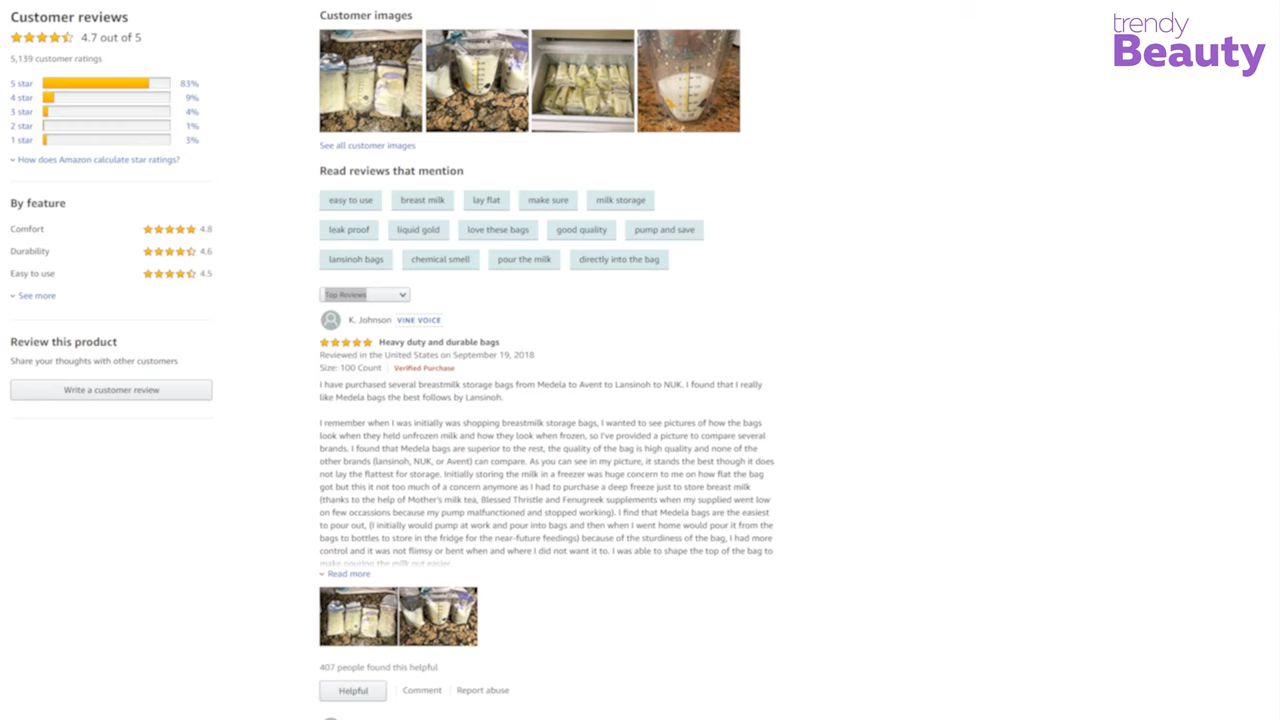 trendy
Beauty
Customer reviews
4.7 out of 5
5,139 customer ratings
5 star 83%
4 star 9%
3 star 4%
2 star 1%
1 star 3%
How does Amazon calculate star ratings?
By feature
Comfort 4.8
Durability 4.6
Easy to use 4.5
See more
Review this product
Share your thoughts with other customers
Write a customer review
Customer images
See all customer images
Read reviews that mention
easy to use breast milk lay flat make sure milk storage
leak proof liquid gold love these bags good quality pump and save
lansinoh bags chemical smell pour the milk directly into the bag
Top Reviews
K. Johnson VINE VOICE
Heavy duty and durable bags
Reviewed in the United States on September 19, 2018
Size: 100 Count Verified Purchase
I have purchased several breastmilk storage bags from Medela to Avent to Lansinoh to NUK. I found that I really
like Medela bags the best follows by Lansinoh.
I remember when I was initially was shopping breastmilk storage bags, I wanted to see pictures of how the bags
look when they held unfrozen milk and how they look when frozen, so I've provided a picture to compare several
brands. I found that Medela bags are superior to the rest, the quality of the bag is high quality and none of the
other brands (lansinoh, NUK, or Avent) can compare. As you can see in my picture, it stands the best though it does
not lay the flattest for storage. Initially storing the milk in a freezer was huge concern to me on how flat the bag
got but this it not too much of a concern anymore as I had to purchase a deep freeze just to store breast milk
(thanks to the help of Mother's milk tea, Blessed Thristle and Fenugreek supplements when my supplied went low
on few occassions because my pump malfunctioned and stopped working). I find that Medela bags are the easiest
to pour out, (I initially would pump at work and pour into bags and then when I went home would pour it from the
bags to bottles to store in the fridge for the near-future feedings) because of the sturdiness of the bag, I had more
control and it was not flimsy or bent when and where I did not want it to. I was able to shape the top of the bag to
make pouring the milk out easier.
Read more
407 people found this helpful
Helpful Comment Report abuse